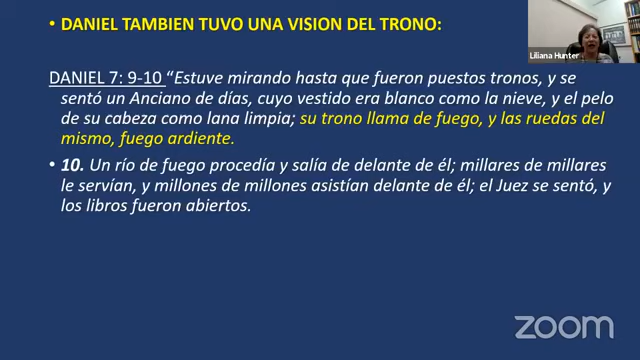 • DANIEL TAMBIEN TUVO UNA VISION DEL TRONO:
Liliana Hunter
DANIEL 7: 9-10 “Estuve mirando hasta que fueron puestos tronos, y se
sentó un Anciano de días, cuyo vestido era blanco como la nieve, y el pelo
de su cabeza como lana limpia; su trono llama de fuego, y las ruedas del
mismo, fuego ardiente.
• 10. Un río de fuego procedía y salía de delante de él; millares de millares
le servían, y millones de millones asistían delante de él; el Juez se sentó, y
los libros fueron abiertos.
zoom